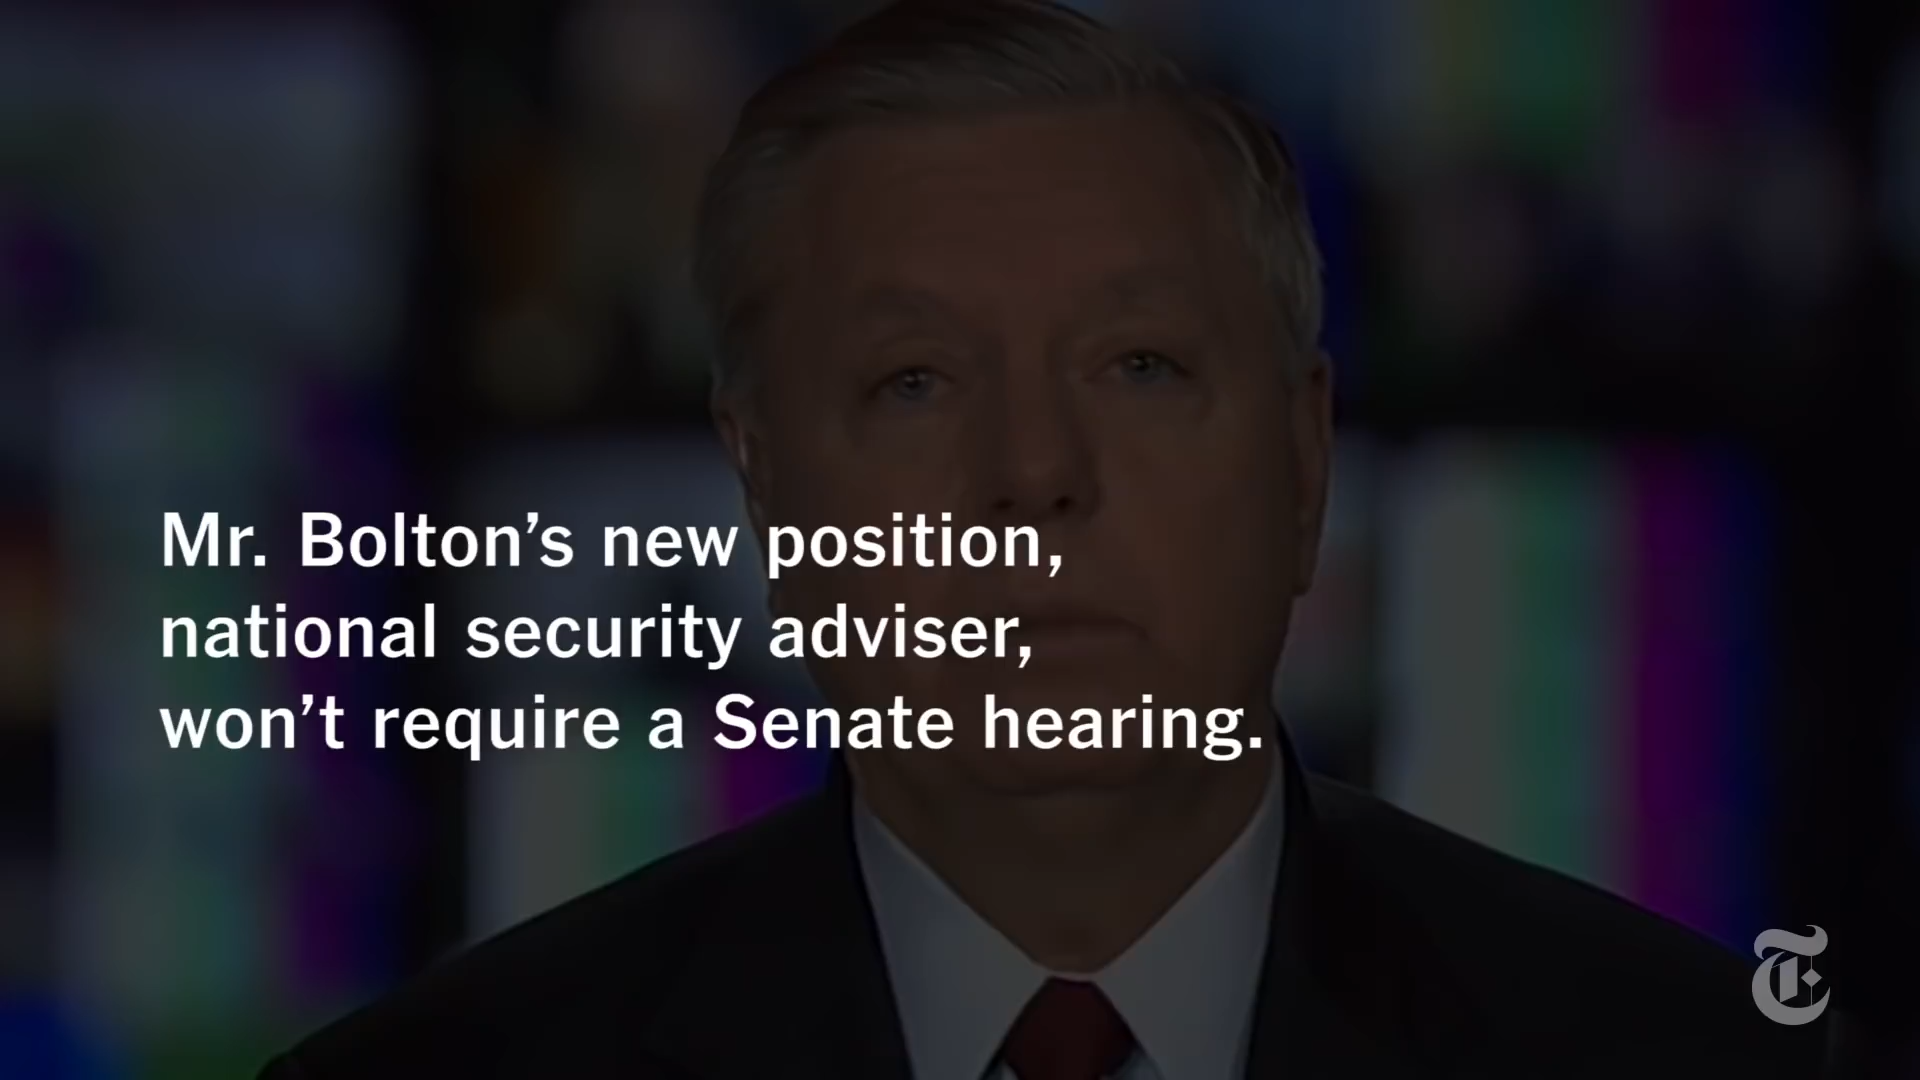 Mr. Bolton’s new position,
national security adviser,
won’t require a Senate hearing.